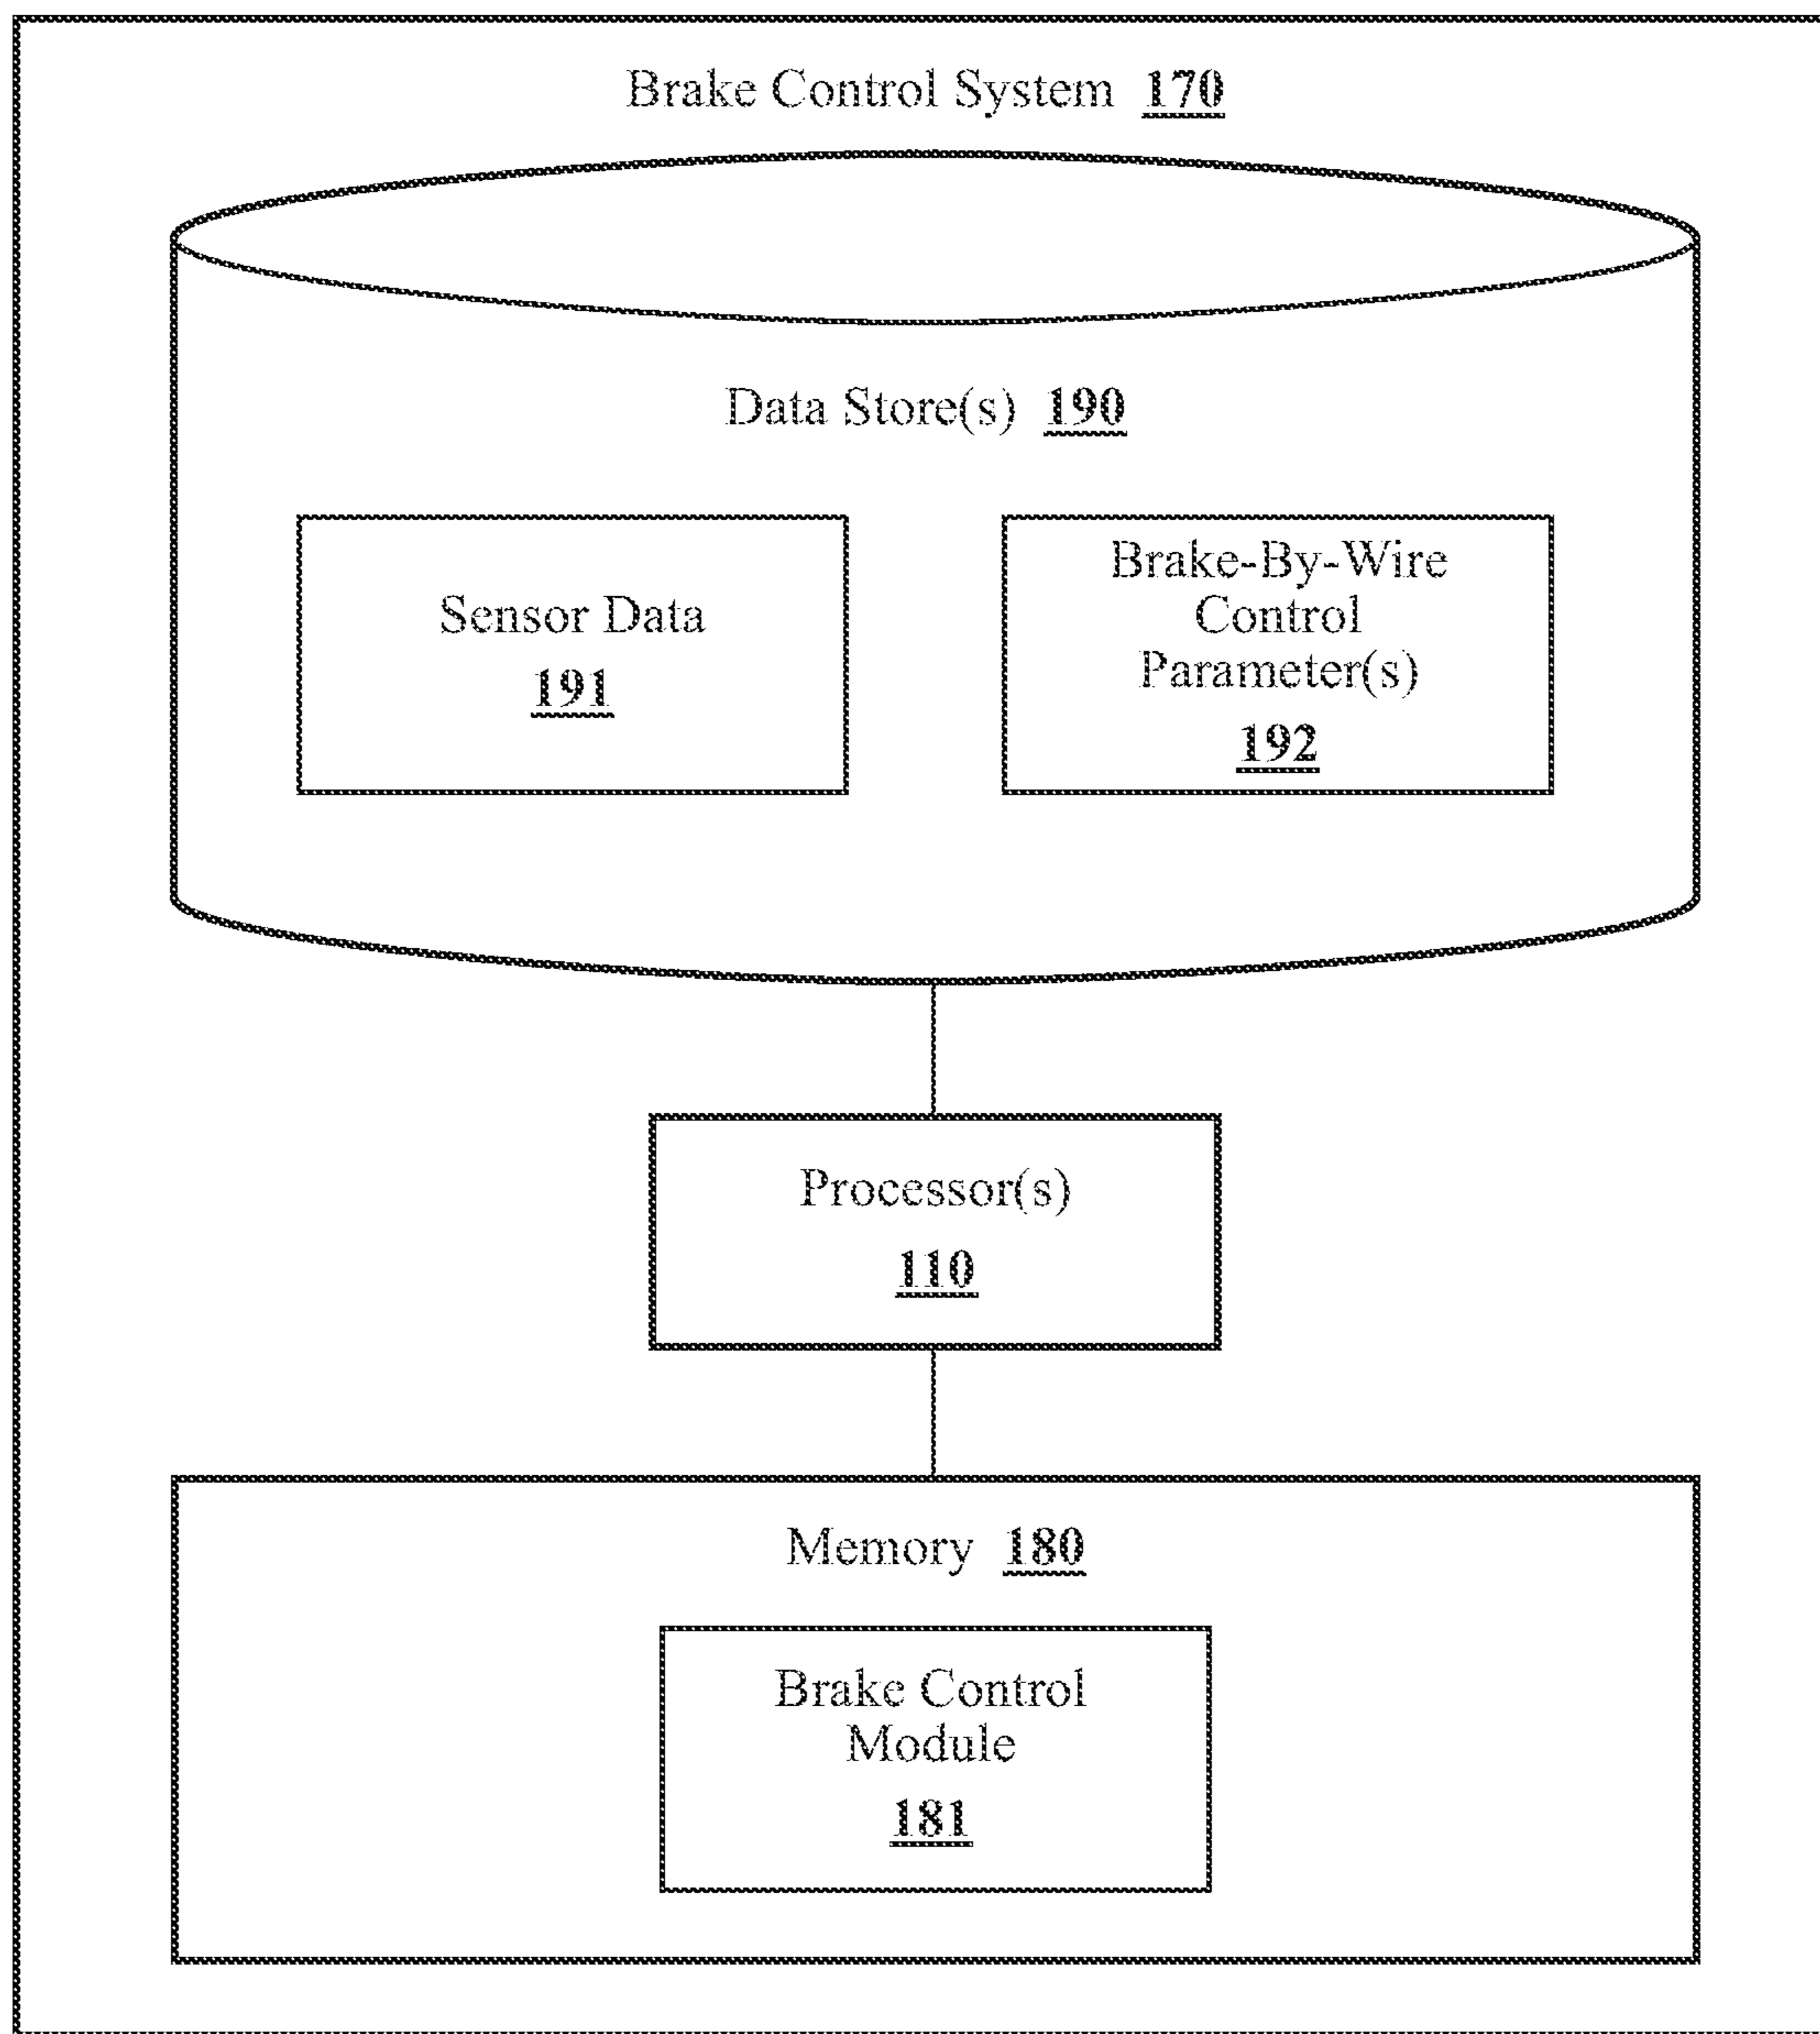 Brake Control System 170
Data Store(s) 190
Sensor Data
191
Brake-By-Wire
Control
Parameter(s)
192
Processor(s)
110
Memory 180
Brake Control
Module
181